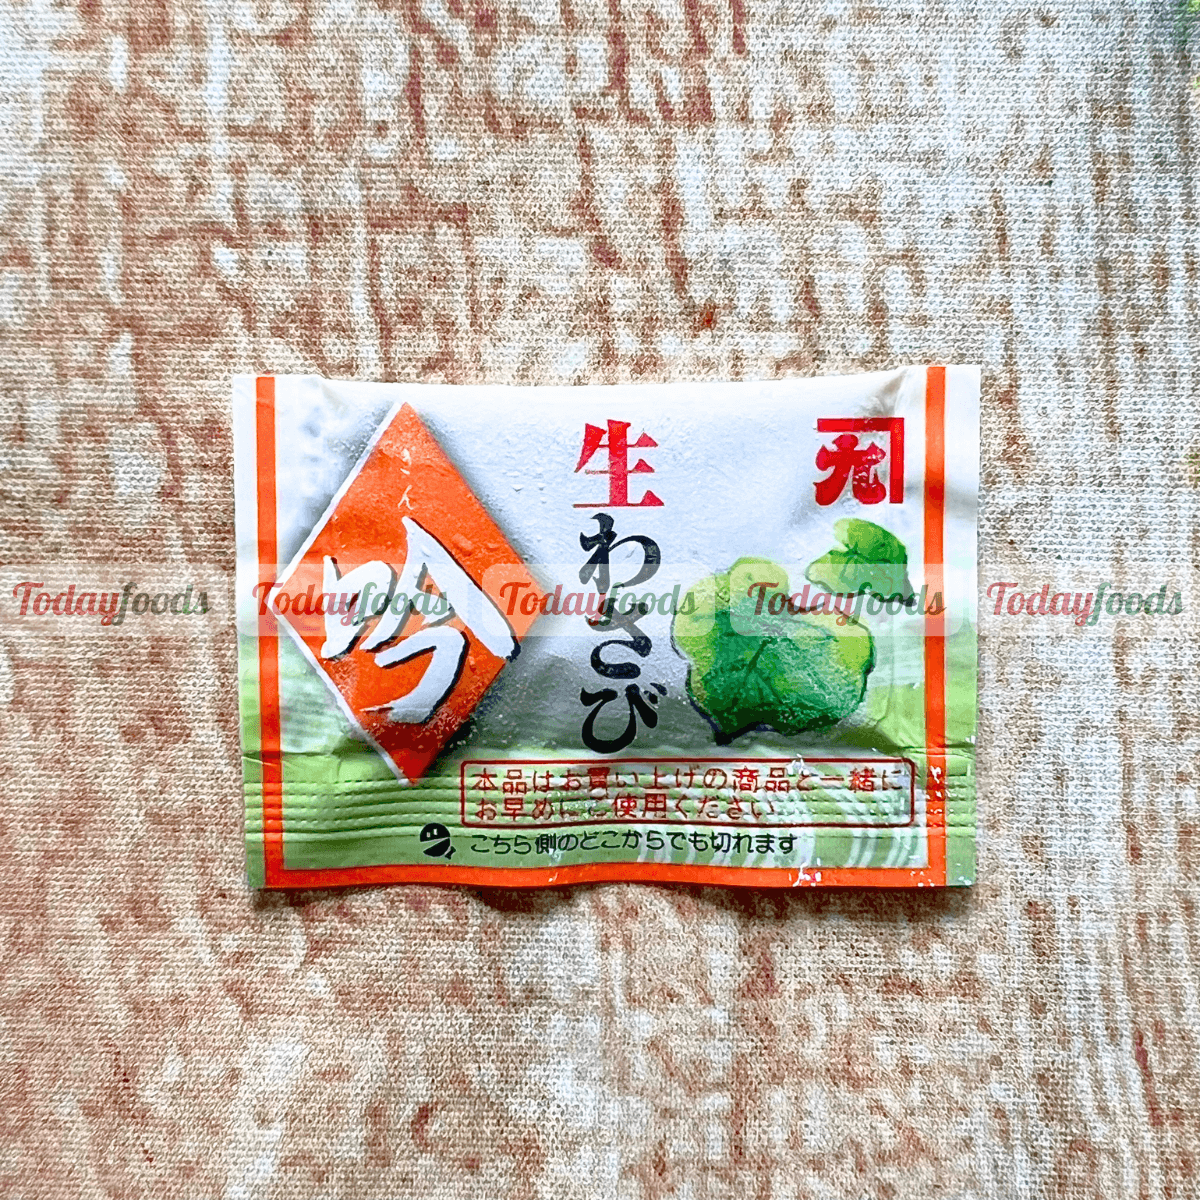 ぎん
吟
生わさび
本品はお買い上げの商品と一緒に
お早めにご使用ください
こちら側のどこからでも切れます
Todayfoods Todayfoods Todayfoods Todayfoods Todayfoods